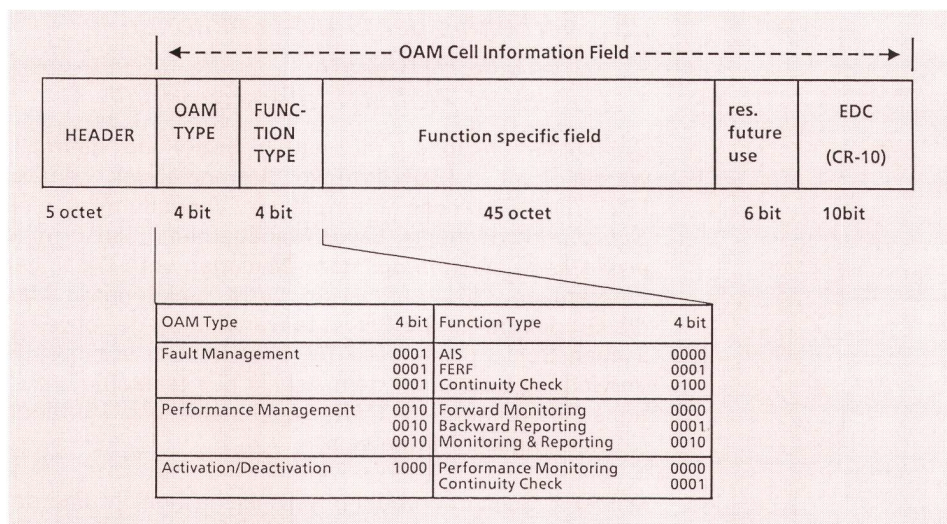 OAM Cell Information Field
HEADER
OAM
TYPE
FUNC-
TION
TYPE
Function specific field
res.
future
use
EDC
(CR-10)
5 octet 4 bit 4 bit 45 octet 6 bit 10bit
OAM Type 4 bit Function Type 4 bit
Fault Management 0001 AIS 0000
0001 FERF 0001
0001 Continuity Check 0100
Performance Management 0010 Forward Monitoring 0000
0010 Backward Reporting 0001
0010 Monitoring & Reporting 0010
Activation/Deactivation 1000 Performance Monitoring 0000
Continuity Check 0001